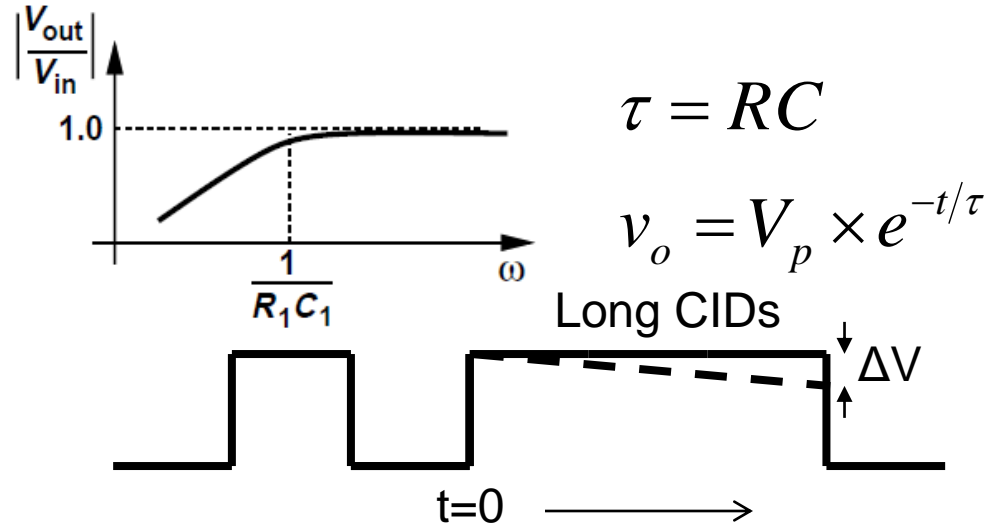 |Vout/Vin|
1.0
1/R1C1
ω
τ = RC
vo = Vp × e^−t/τ
Long CIDs
ΔV
t=0